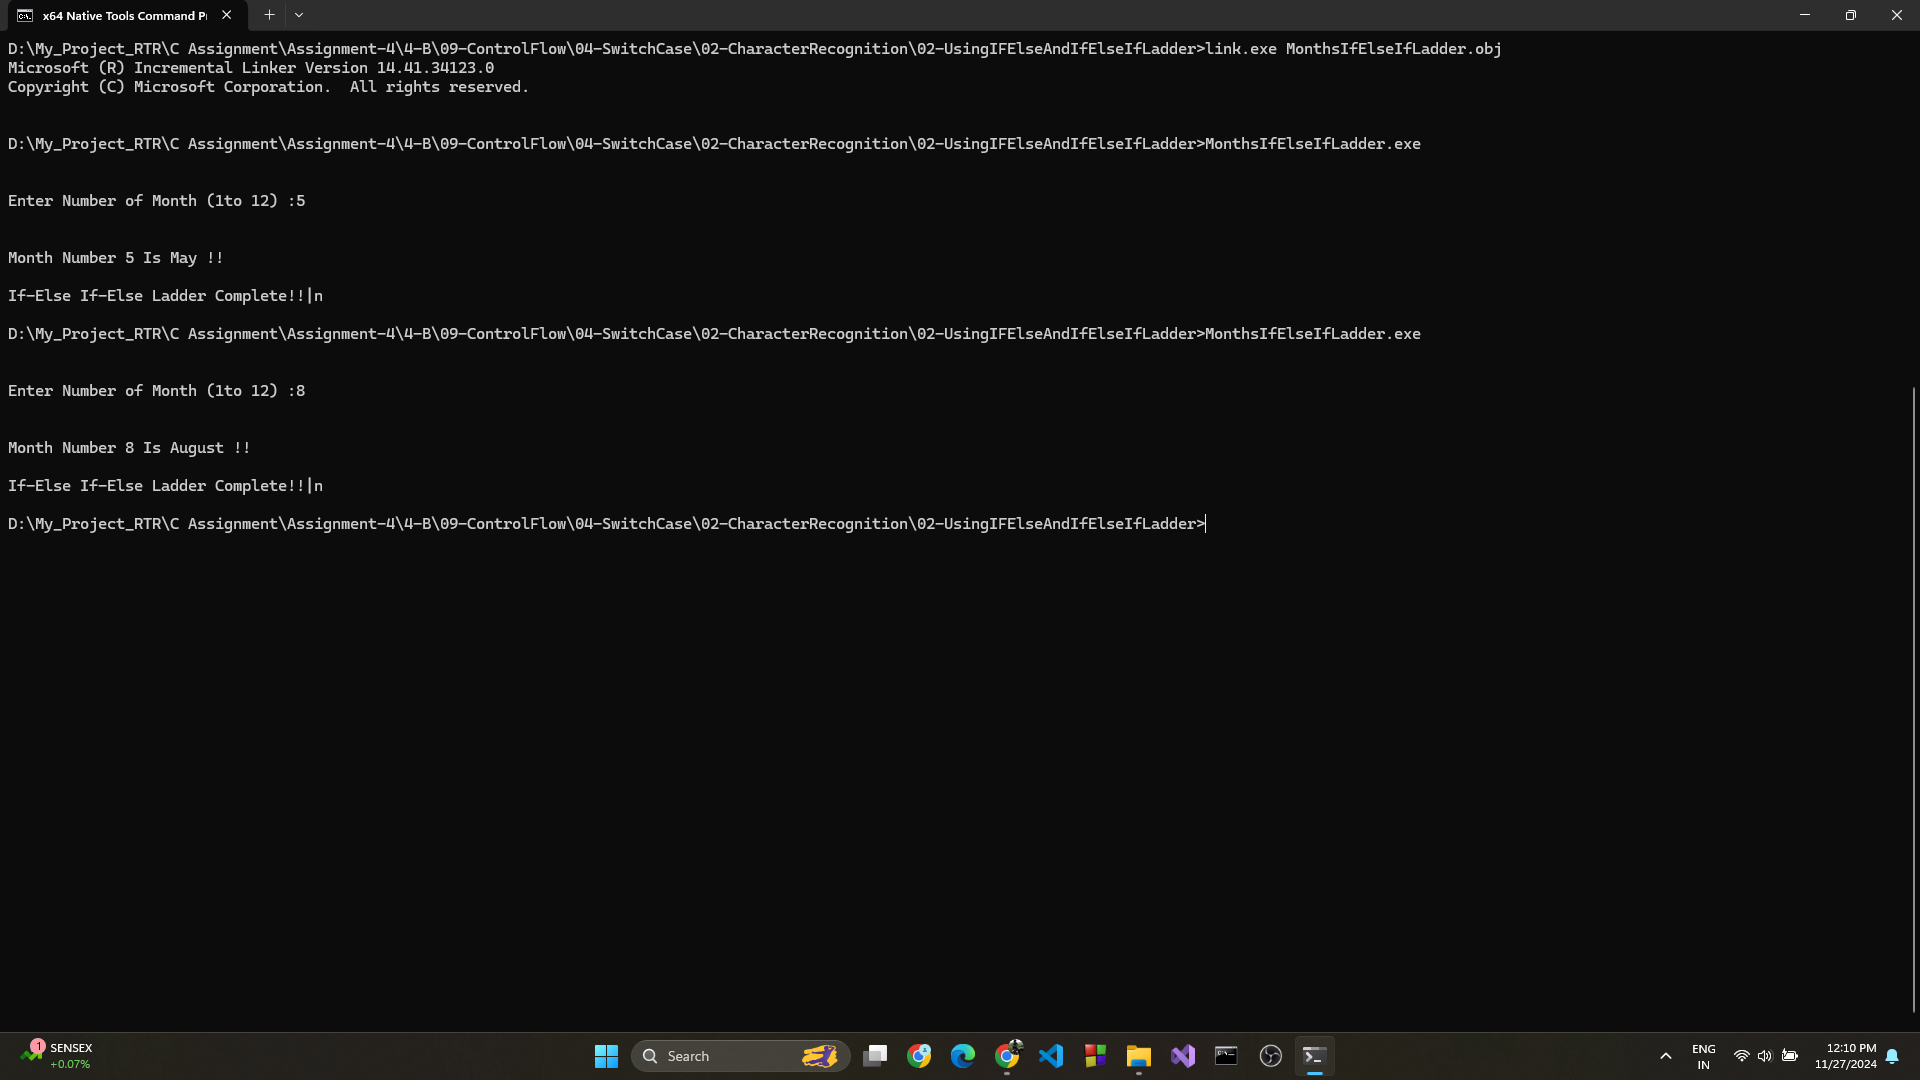 x64 Native Tools Command P
D:\My_Project_RTR\C Assignment\Assignment-4\4-B\09-ControlFlow\04-SwitchCase\02-CharacterRecognition\02-UsingIFElseAndIfElseIfLadder>link.exe MonthsIfElseIfLadder.obj
Microsoft (R) Incremental Linker Version 14.41.34123.0
Copyright (C) Microsoft Corporation.  All rights reserved.
D:\My_Project_RTR\C Assignment\Assignment-4\4-B\09-ControlFlow\04-SwitchCase\02-CharacterRecognition\02-UsingIFElseAndIfElseIfLadder>MonthsIfElseIfLadder.exe
Enter Number of Month (1to 12) :5
Month Number 5 Is May !!
If-Else If-Else Ladder Complete!!|n
D:\My_Project_RTR\C Assignment\Assignment-4\4-B\09-ControlFlow\04-SwitchCase\02-CharacterRecognition\02-UsingIFElseAndIfElseIfLadder>MonthsIfElseIfLadder.exe
Enter Number of Month (1to 12) :8
Month Number 8 Is August !!
If-Else If-Else Ladder Complete!!|n
D:\My_Project_RTR\C Assignment\Assignment-4\4-B\09-ControlFlow\04-SwitchCase\02-CharacterRecognition\02-UsingIFElseAndIfElseIfLadder>
1
SENSEX
+0.07%
Search
ENG
IN
12:10 PM
11/27/2024